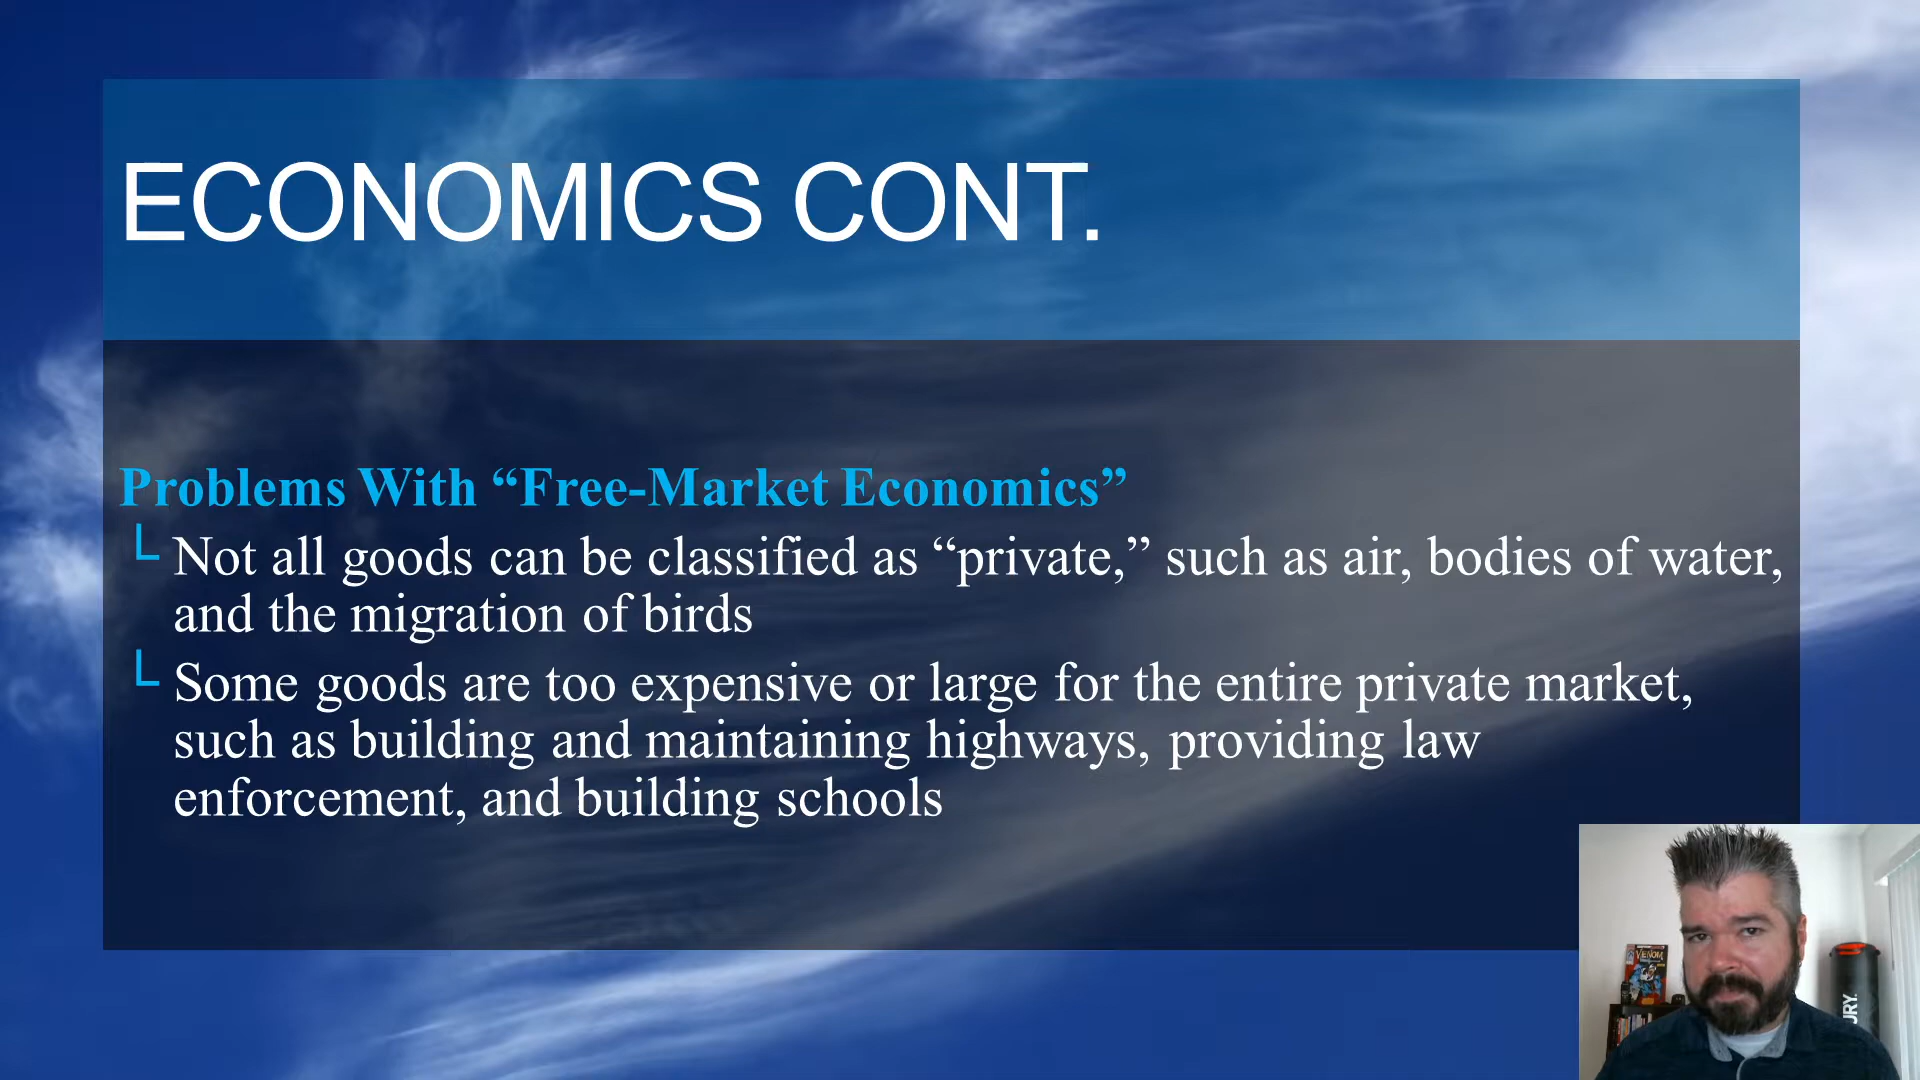 ECONOMICS CONT.
Problems With “Free-Market Economics”
Not all goods can be classified as “private,” such as air, bodies of water,
and the migration of birds
Some goods are too expensive or large for the entire private market,
such as building and maintaining highways, providing law
enforcement, and building schools
VENOM
URY.